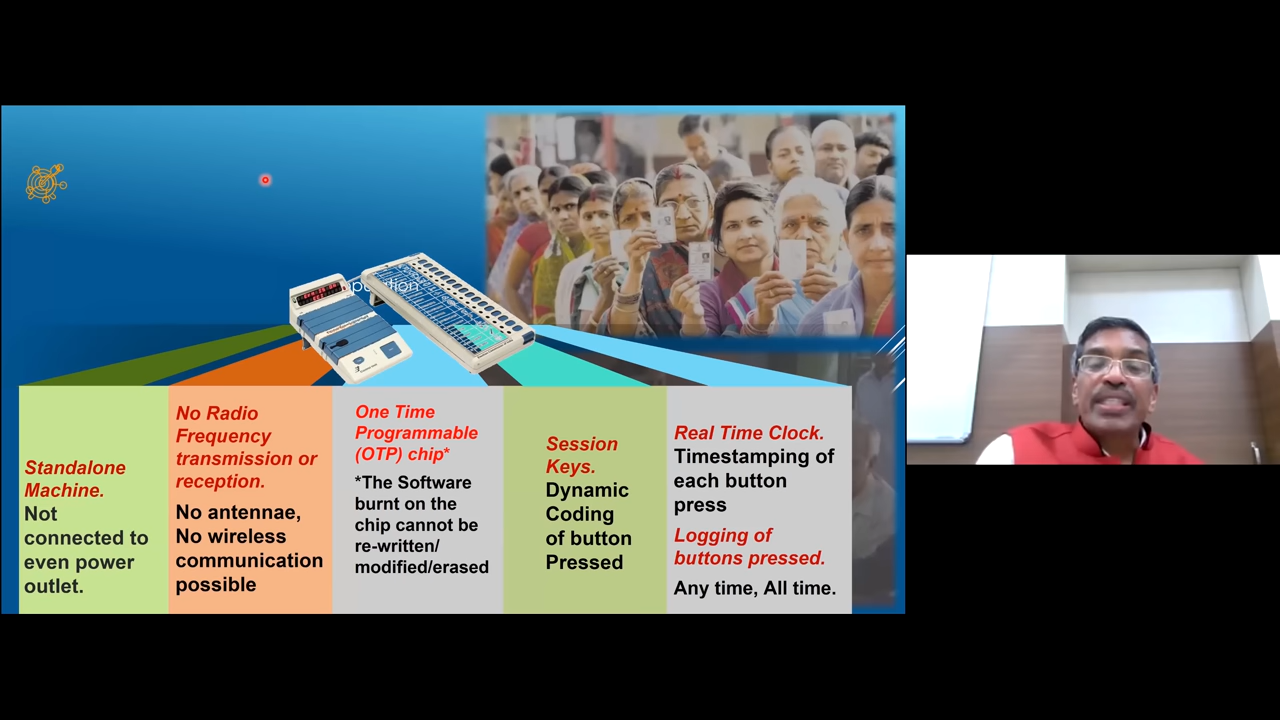 Standalone
Machine.
Not
connected to
even power
outlet.
No Radio
Frequency
transmission or
reception.
No antennae,
No wireless
communication
possible
One Time
Programmable
(OTP) chip*
*The Software
burnt on the
chip cannot be
re-written/
modified/erased
Session
Keys.
Dynamic
Coding
of button
Pressed
Real Time Clock.
Timestamping of
each button
press
Logging of
buttons pressed.
Any time, All time.